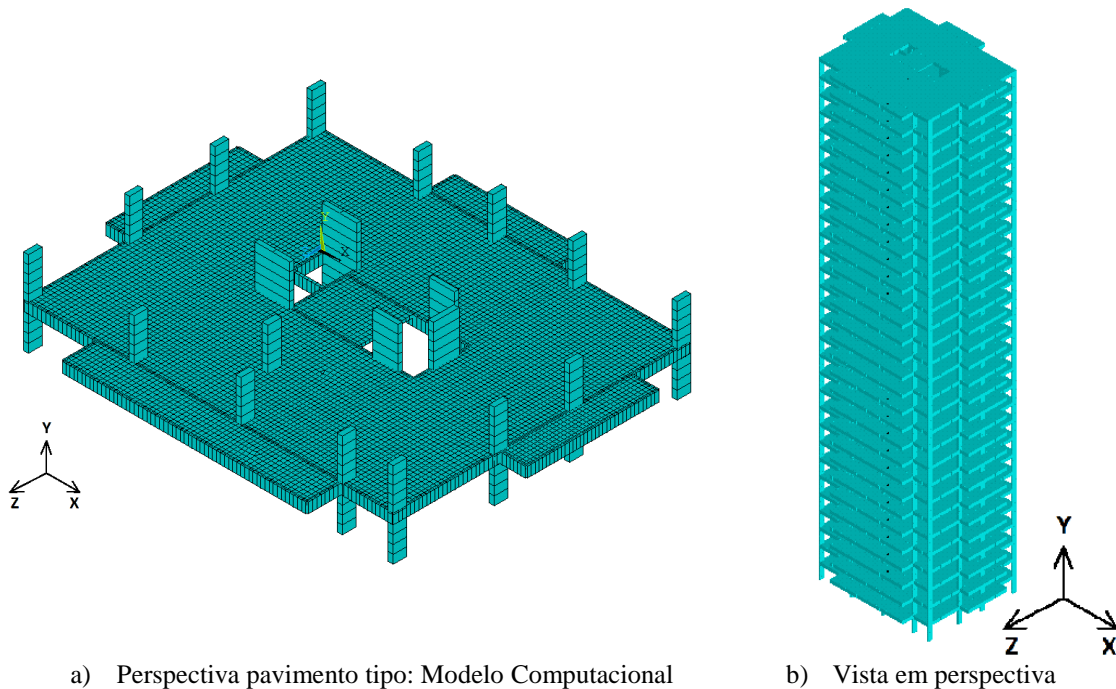 Y
Z
X
Y
Z X
Y
Z X
a) Perspectiva pavimento tipo: Modelo Computacional
b) Vista em perspectiva